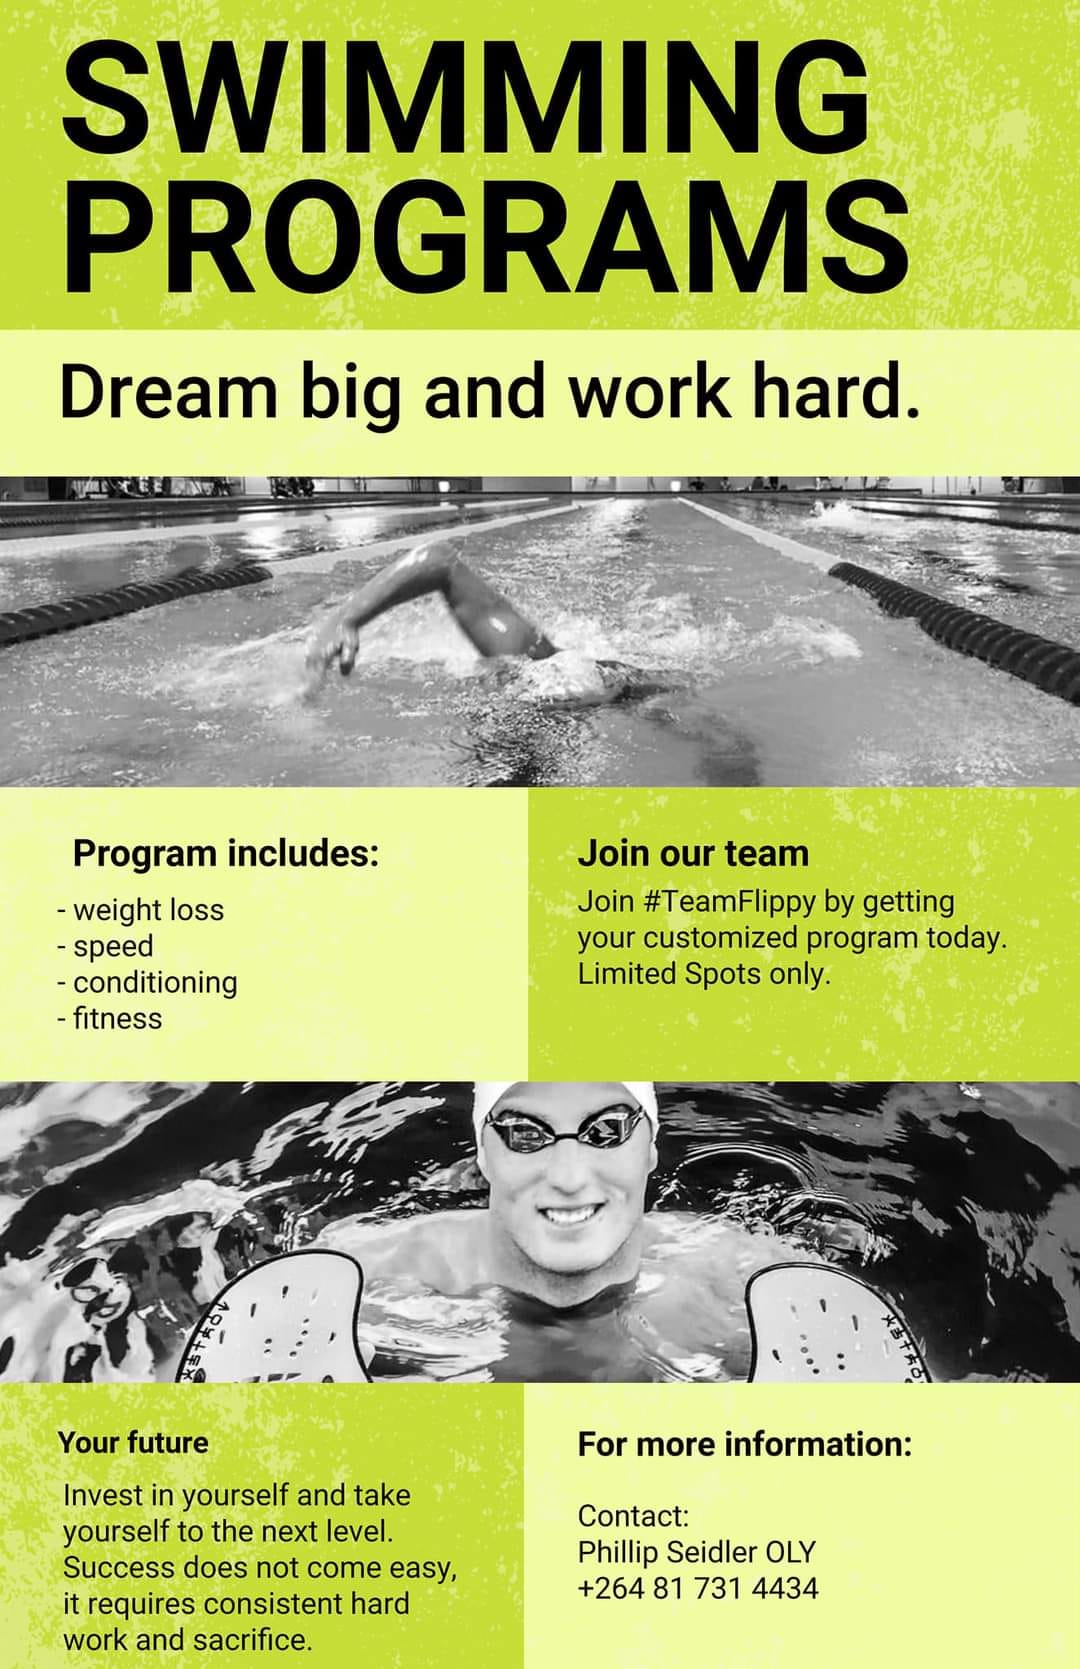 SWIMMING
PROGRAMS
Dream big and work hard.
Program includes:
- weight loss
- speed
- conditioning
- fitness
Join our team
Join #TeamFlippy by getting
your customized program today.
Limited Spots only.
Your future
Invest in yourself and take
yourself to the next level.
Success does not come easy,
it requires consistent hard
work and sacrifice.
For more information:
Contact:
Phillip Seidler OLY
+264 81 731 4434